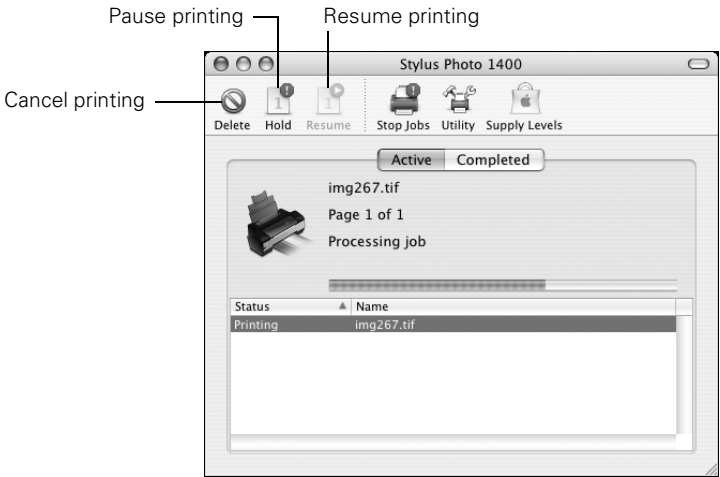 Pause printing
Resume printing
Stylus Photo 1400
Cancel printing
Delete Hold Resume Stop Jobs Utility Supply Levels
Active Completed
img267.tif
Page 1 of 1
Processing job
Status Name
Printing img267.tif